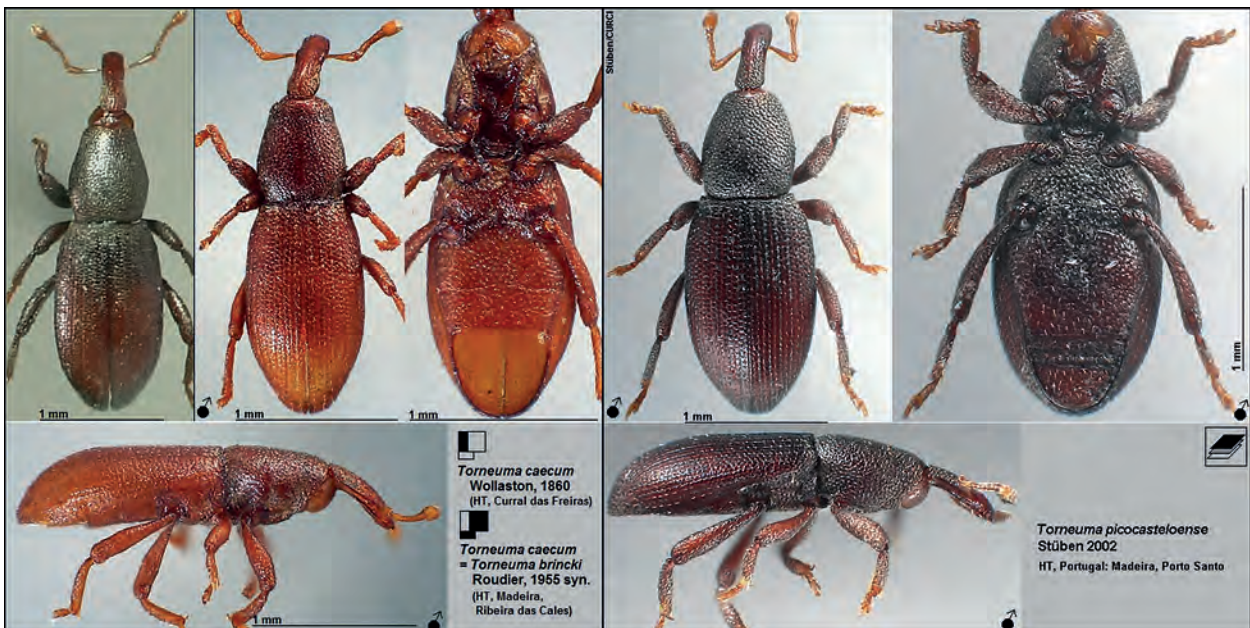 Stüben/CURCI
1 mm
1 mm
1 mm
1 mm
1 mm
Torneuma caecum
Wollaston, 1860
(HT, Curral das Freiras)
Torneuma caecum
= Torneuma brincki
Roudier, 1955 syn.
(HT, Madeira,
Ribeira das Cales)
Torneuma picocasteloense
Stüben 2002
HT, Portugal: Madeira, Porto Santo